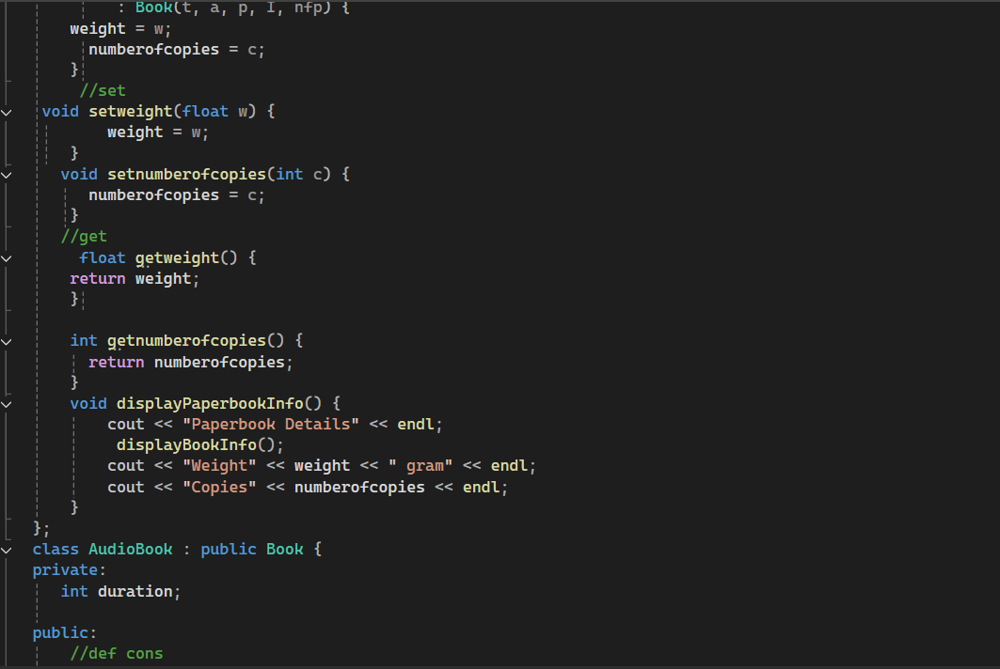 : Book(t, a, p, I, nfp) {
weight = w;
numberofcopies = c;
}
//set
void setweight(float w) {
weight = w;
}
void setnumberofcopies(int c) {
numberofcopies = c;
}
//get
float getweight() {
return weight;
}
int getnumberofcopies() {
return numberofcopies;
}
void displayPaperbookInfo() {
cout << "Paperbook Details" << endl;
displayBookInfo();
cout << "Weight" << weight << " gram" << endl;
cout << "Copies" << numberofcopies << endl;
}
};
class AudioBook : public Book {
private:
int duration;
public:
//def cons